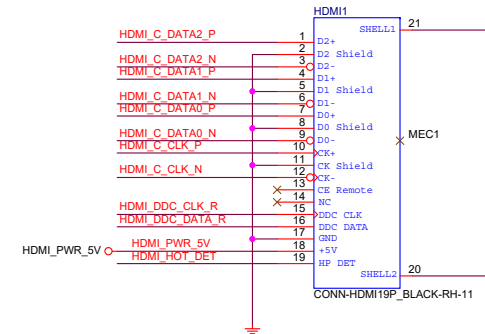 HDMI1
SHELL1 21
HDMI_C_DATA2_P 1 D2+
2 D2 Shield
HDMI_C_DATA2_N 3 D2-
HDMI_C_DATA1_P 4 D1+
5 D1 Shield
HDMI_C_DATA1_N 6 D1-
HDMI_C_DATA0_P 7 D0+
8 D0 Shield
HDMI_C_DATA0_N 9 D0-
MEC1
HDMI_C_CLK_P 10 CK+
11 CK Shield
HDMI_C_CLK_N 12 CK-
13 CE Remote
14 NC
HDMI_DDC_CLK_R 15 DDC CLK
HDMI_DDC_DATA_R 16 DDC DATA
17 GND
HDMI_PWR_5V HDMI_PWR_5V 18 +5V
HDMI_HOT_DET 19 HP DET
SHELL2 20
CONN-HDMI19P_BLACK-RH-11